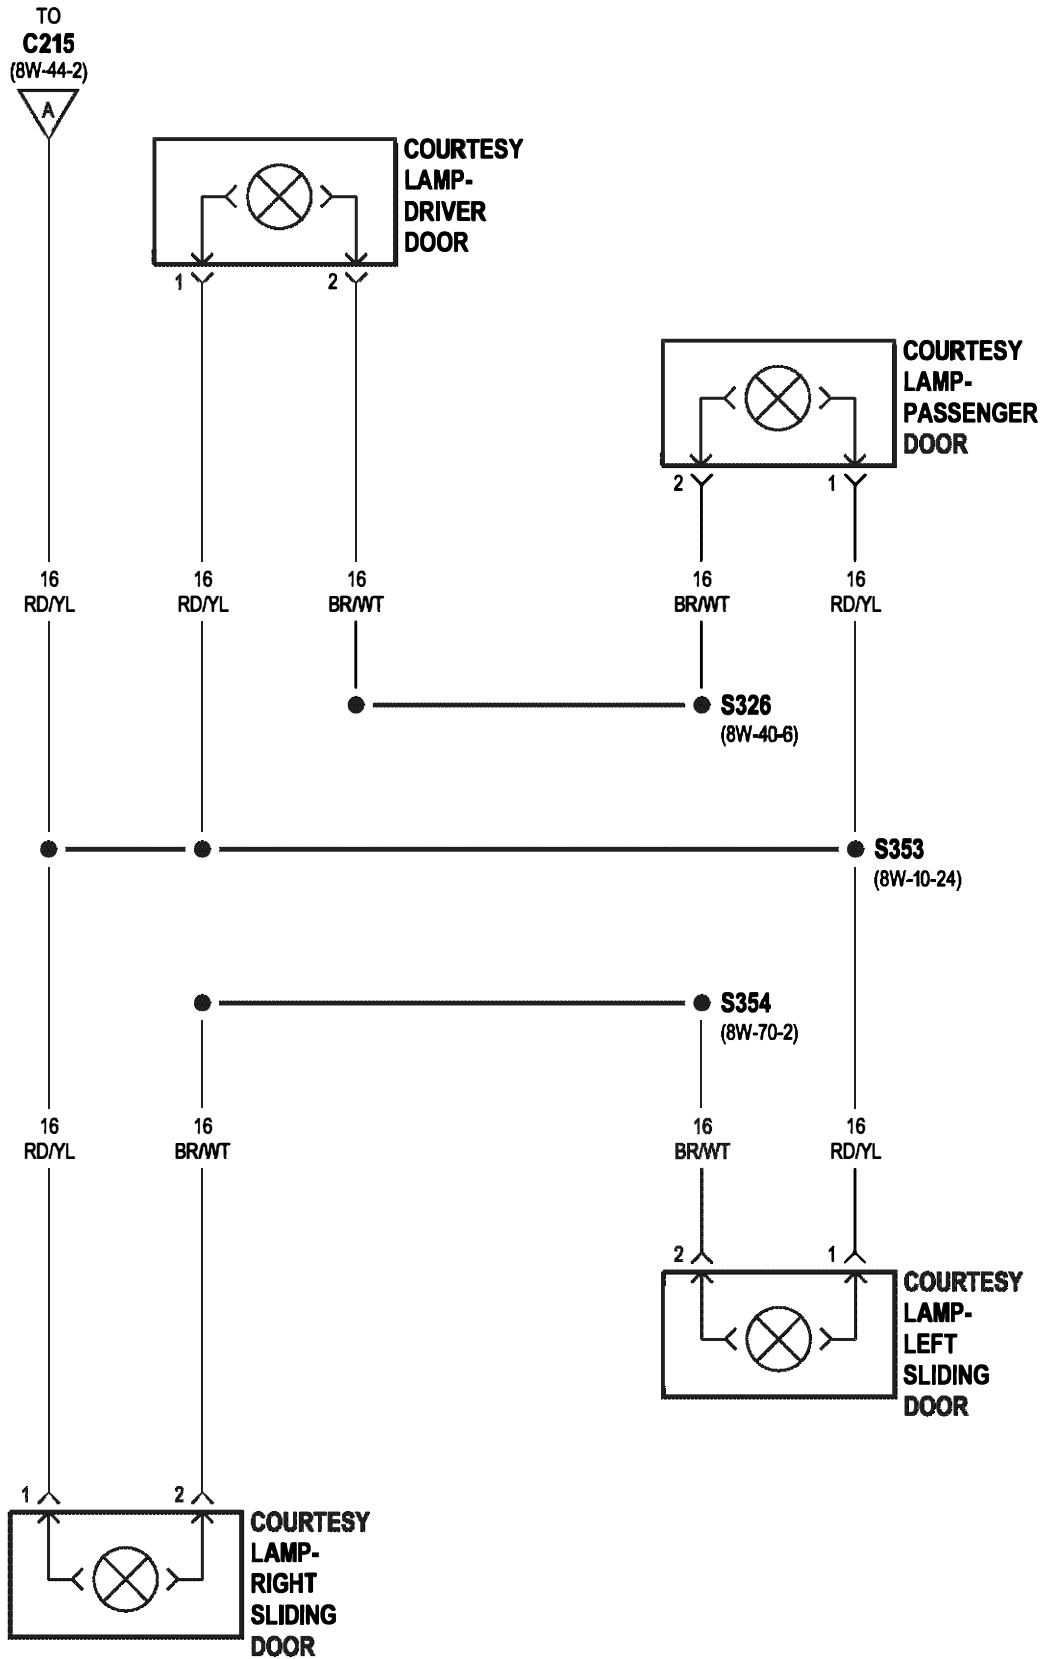 TO
C215
(8W-44-2)
A
COURTESY
LAMP-
DRIVER
DOOR
1
2
COURTESY
LAMP-
PASSENGER
DOOR
2
1
16
RD/YL
16
RD/YL
16
BR/WT
16
BR/WT
16
RD/YL
S326
(8W-40-6)
S353
(8W-10-24)
S354
(8W-70-2)
16
RD/YL
16
BR/WT
16
BR/WT
16
RD/YL
2
1
COURTESY
LAMP-
LEFT
SLIDING
DOOR
1
2
COURTESY
LAMP-
RIGHT
SLIDING
DOOR